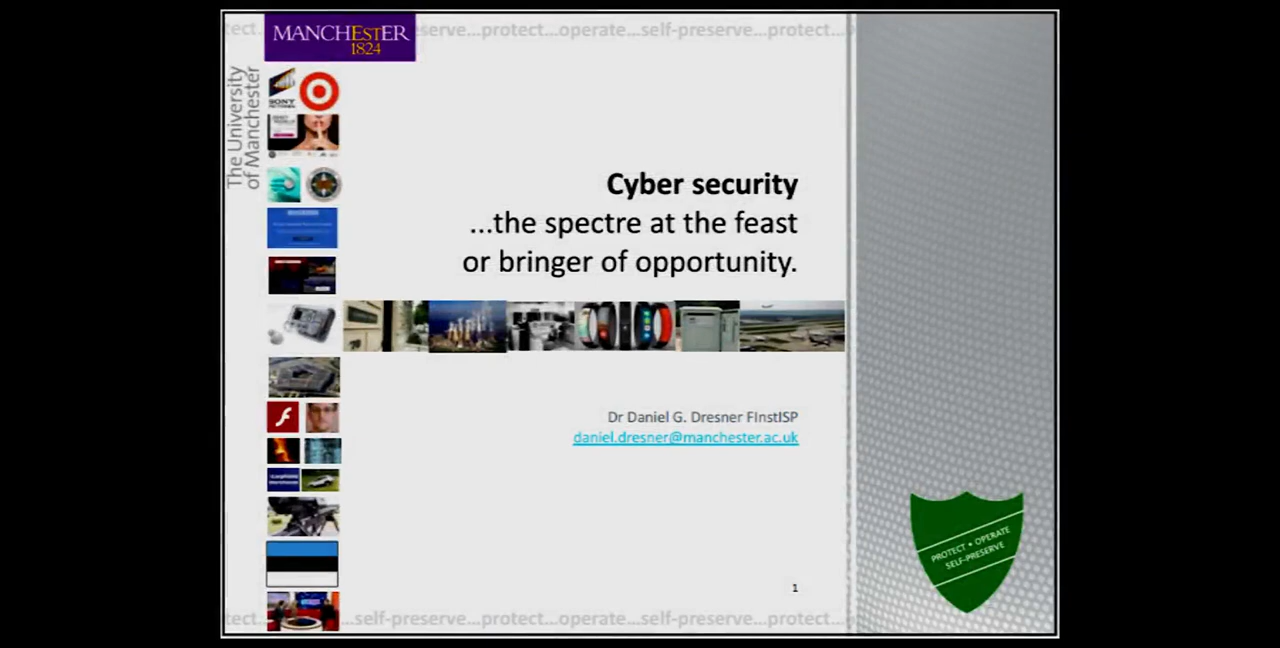 tect...
MANCHEStER
1824
serve...protect...operate...self-preserve...protect...
The University
of Manchester
SONY
Cyber security
...the spectre at the feast
or bringer of opportunity.
Dr Daniel G. Dresner FInstISP
daniel.dresner@manchester.ac.uk
PROTECT • OPERATE
SELF-PRESERVE
1
tect...
...self-preserve...protect...operate...self-preserve...protect...